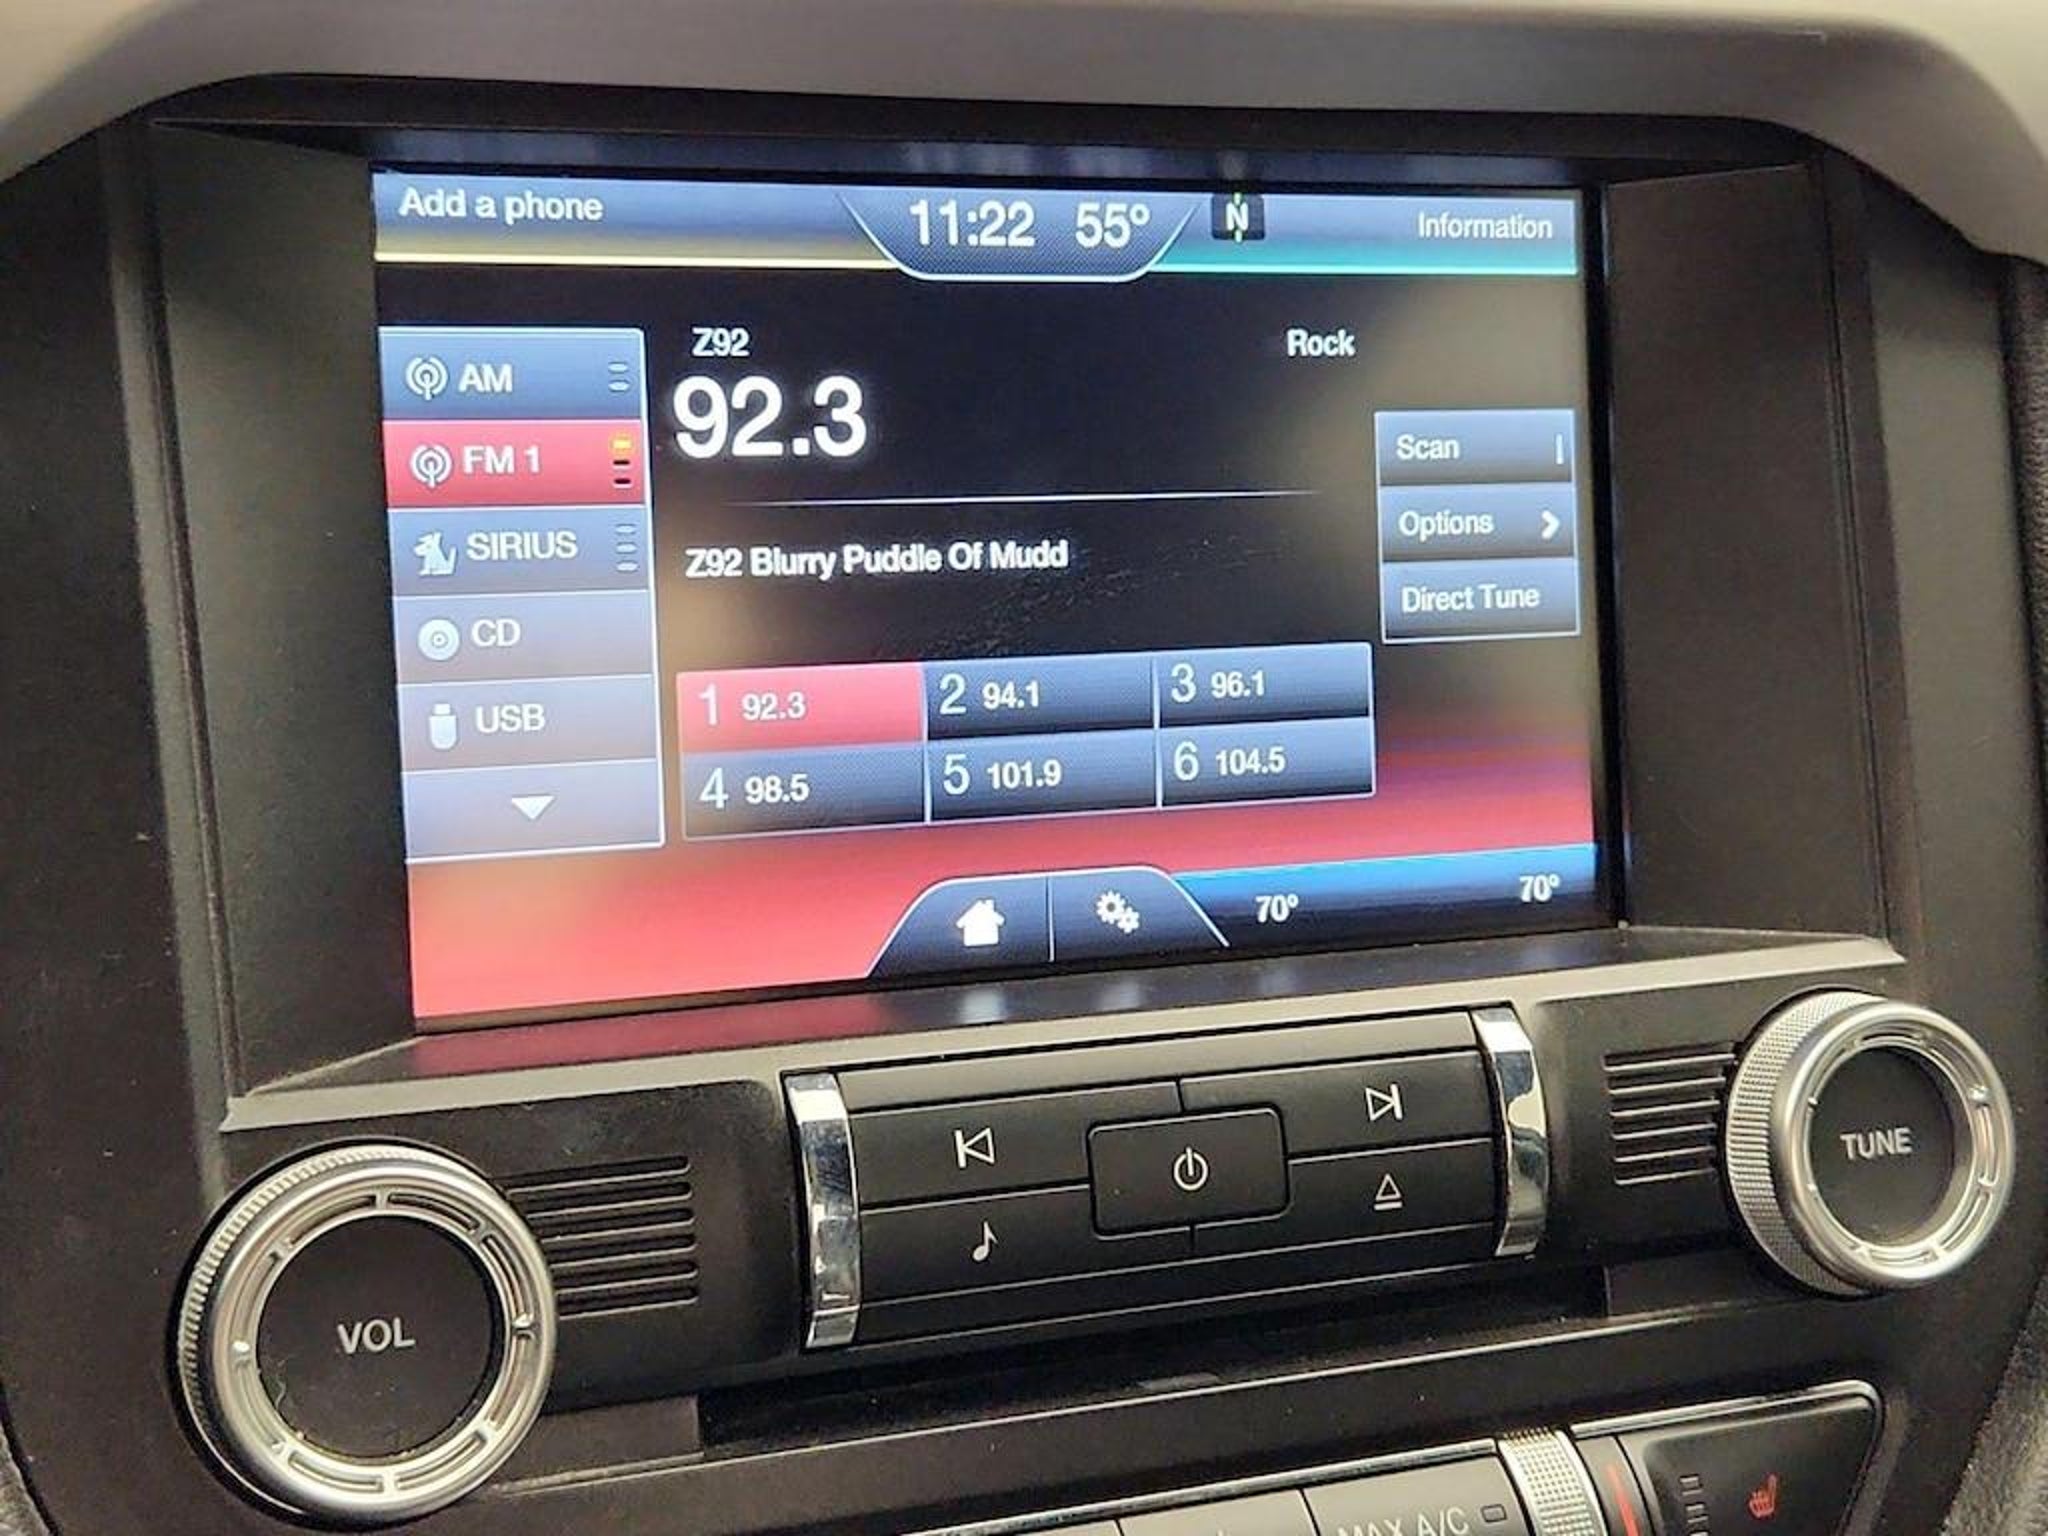 Add a phone
11:22 55°
N
Information
AM
FM 1
SIRIUS
CD
USB
Z92
Rock
92.3
Z92 Blurry Puddle Of Mudd
Scan
Options
Direct Tune
1 92.3
2 94.1
3 96.1
4 98.5
5 101.9
6 104.5
70°
70°
VOL
TUNE
MAX A/C